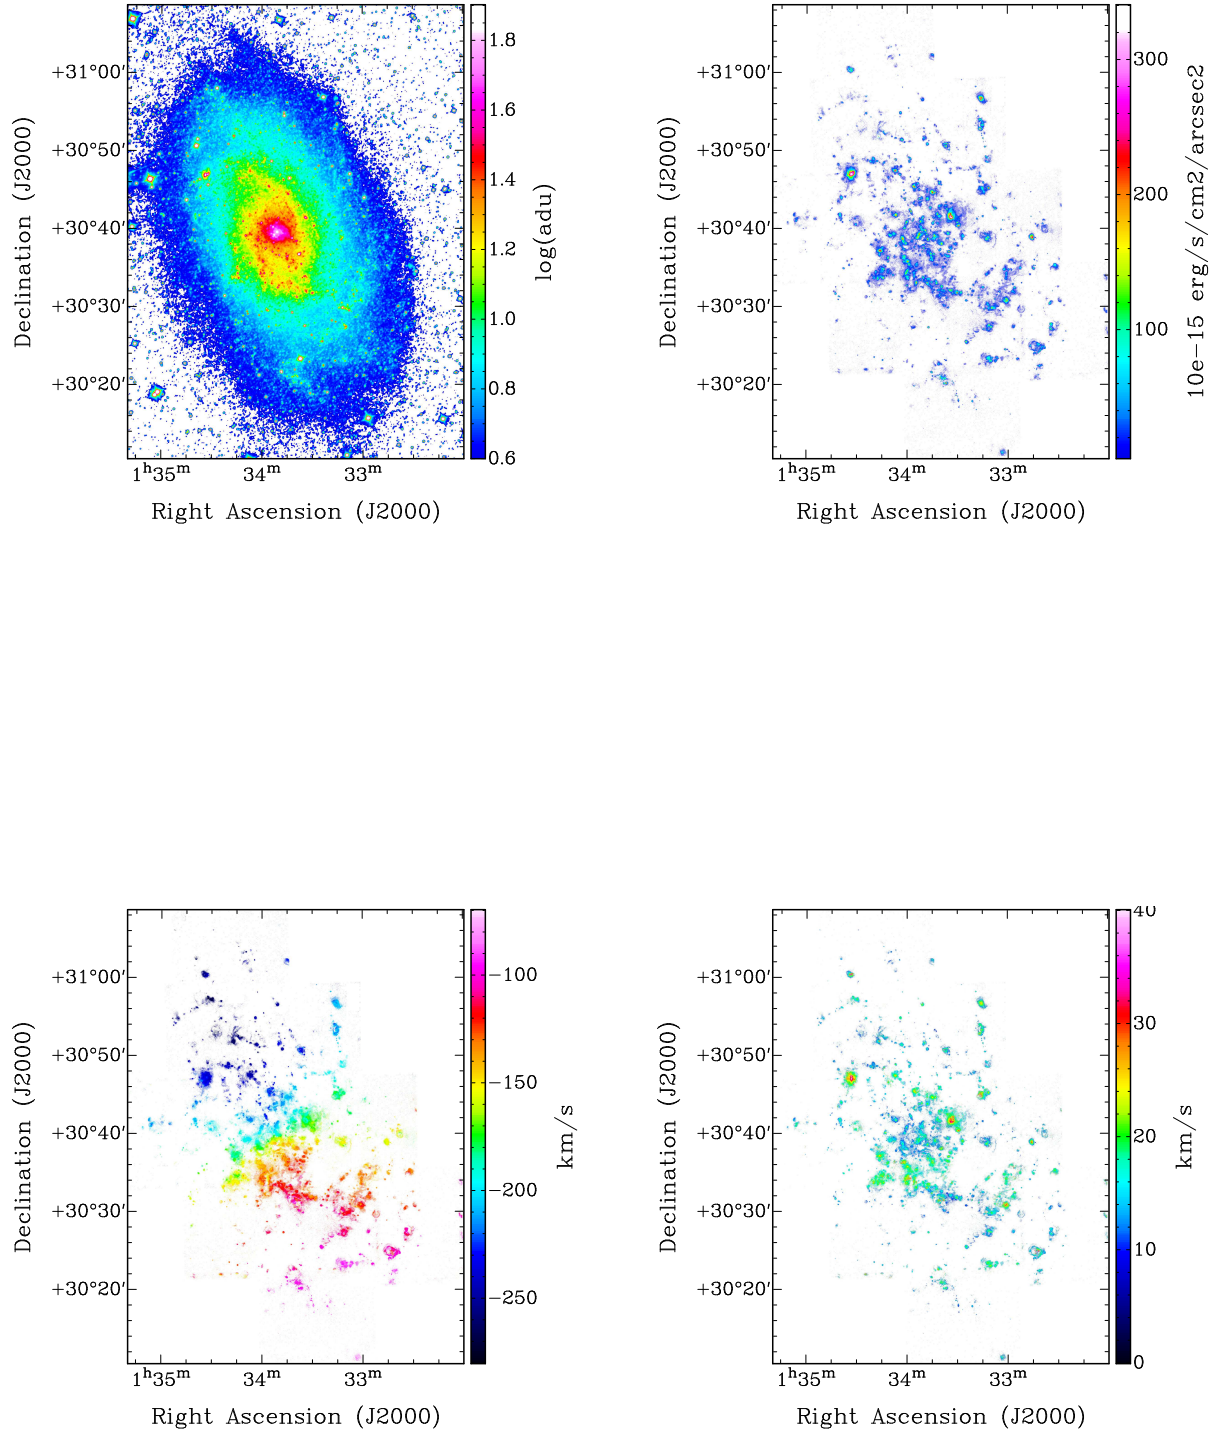 +31°00′
+30°50′
+30°40′
+30°30′
+30°20′
Declination (J2000)
1h35m 34m 33m
Right Ascension (J2000)
1.8
1.6
1.4
1.2
1.0
0.8
0.6
log(adu)
+31°00′
+30°50′
+30°40′
+30°30′
+30°20′
Declination (J2000)
1h35m 34m 33m
Right Ascension (J2000)
300
200
100
10e−15 erg/s/cm2/arcsec2
+31°00′
+30°50′
+30°40′
+30°30′
+30°20′
Declination (J2000)
1h35m 34m 33m
Right Ascension (J2000)
−100
−150
−200
−250
km/s
+31°00′
+30°50′
+30°40′
+30°30′
+30°20′
Declination (J2000)
1h35m 34m 33m
Right Ascension (J2000)
40
30
20
10
0
km/s